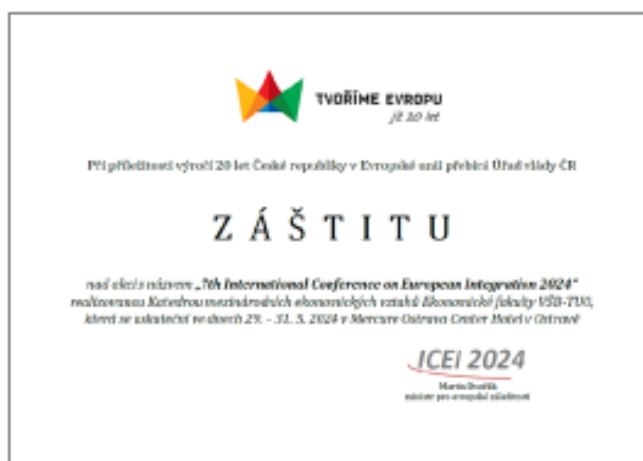 TVOŘÍME EVROPU
již 20 let
Při příležitosti výročí 20 let České republiky v Evropské unii přebírá Úřad vlády ČR
ZÁŠTITU
nad akcí s názvem „7th International Conference on European Integration 2024“
realizovanou Katedrou mezinárodních ekonomických vztahů Ekonomické fakulty VŠB-TUO,
která se uskuteční ve dnech 29. – 31. 5. 2024 v Mercure Ostrava Center Hotel v Ostravě
ICEI 2024
Martin Dvořák
ministr pro evropské záležitosti